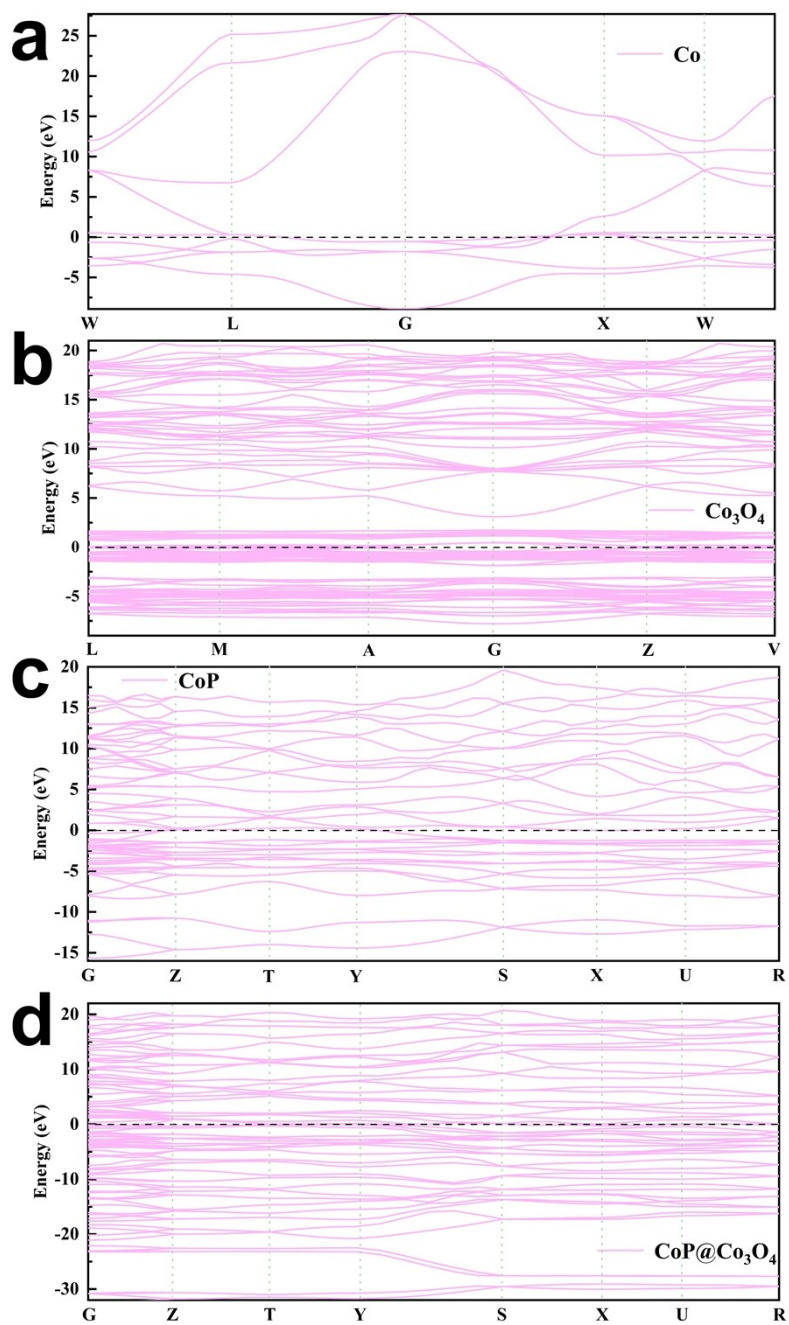 a
25
20
15
10
5
0
-5
Energy (eV)
Co
W L G X W
b
20
15
10
5
0
-5
Energy (eV)
Co₃O₄
L M A G Z V
c
20
15
10
5
0
-5
-10
-15
Energy (eV)
CoP
G Z T Y S X U R
d
20
10
0
-10
-20
-30
Energy (eV)
CoP@Co₃O₄
G Z T Y S X U R